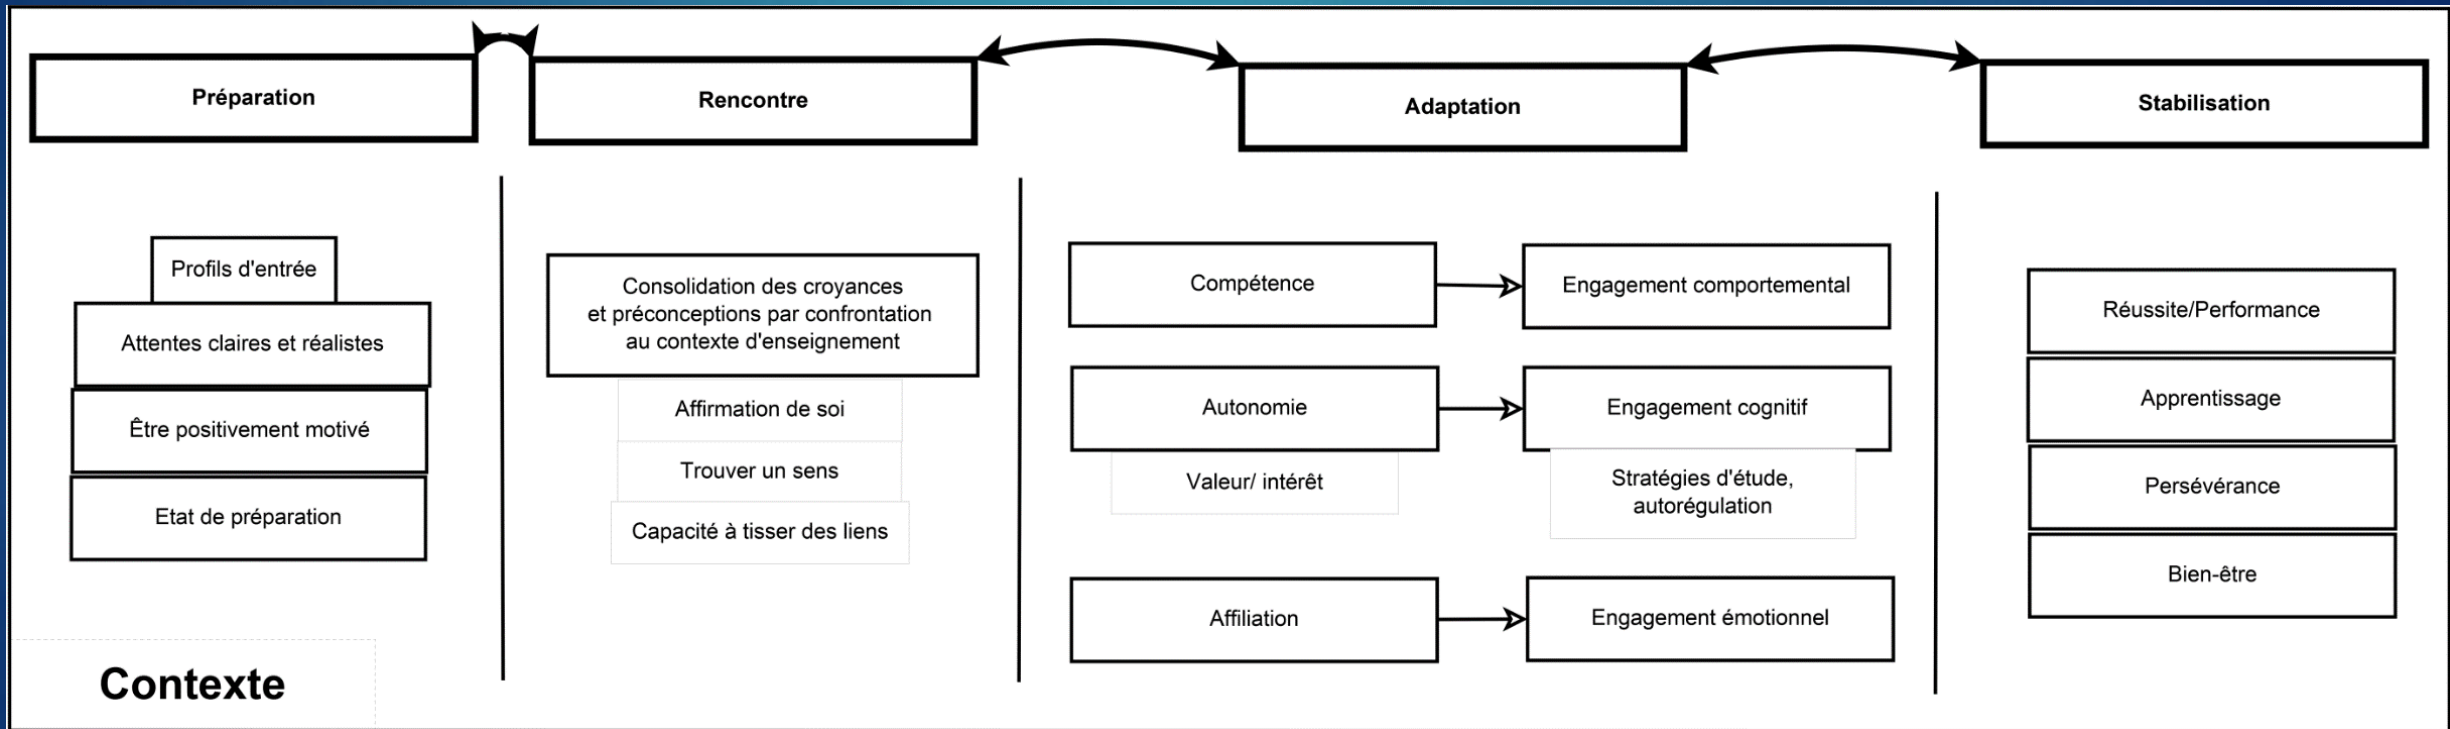 Préparation
Rencontre
Adaptation
Stabilisation
Profils d'entrée
Attentes claires et réalistes
Être positivement motivé
Etat de préparation
Consolidation des croyances
et préconceptions par confrontation
au contexte d'enseignement
Affirmation de soi
Trouver un sens
Capacité à tisser des liens
Compétence
Engagement comportemental
Autonomie
Engagement cognitif
Valeur/ intérêt
Stratégies d'étude,
autorégulation
Affiliation
Engagement émotionnel
Réussite/Performance
Apprentissage
Persévérance
Bien-être
Contexte